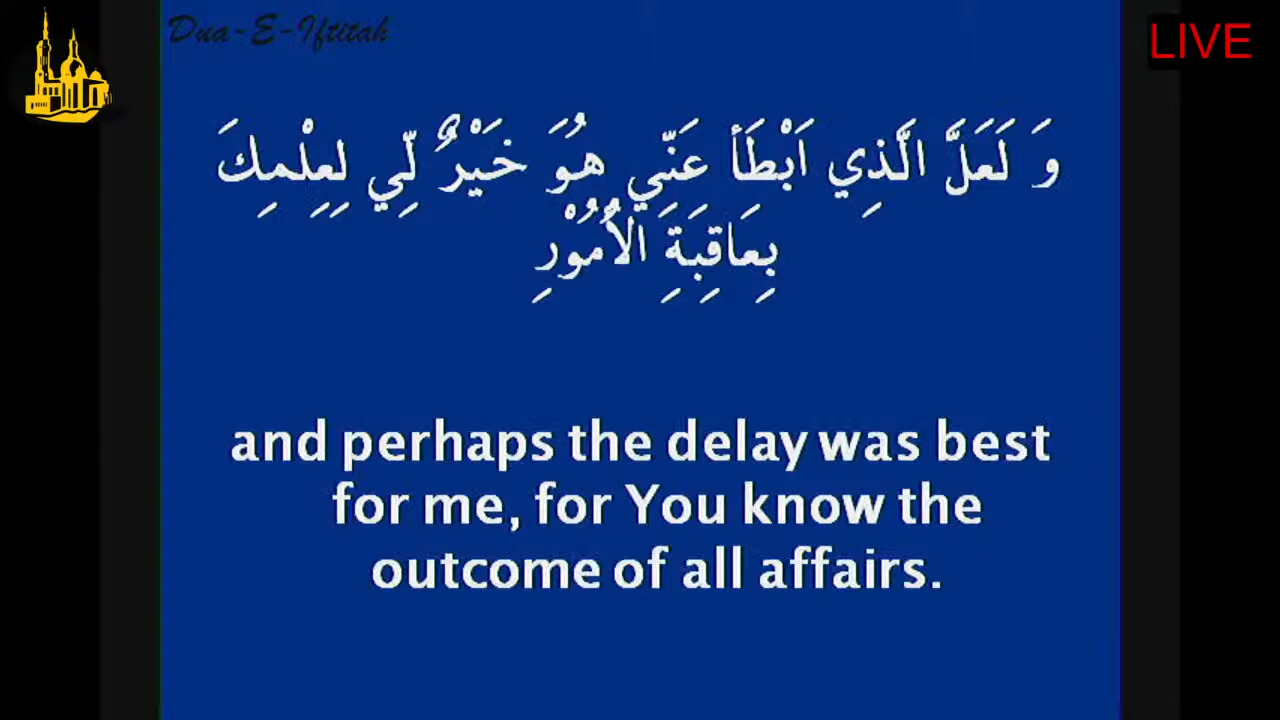 Dua-E-Iftitah
LIVE
وَ لَعَلَّ الَّذِي اَبْطَأَ عَنِّي هُوَ خَيْرٌ لِّي لِعِلْمِكَ
بِعَاقِبَةِ الْأُمُوْرِ
and perhaps the delay was best
for me, for You know the
outcome of all affairs.